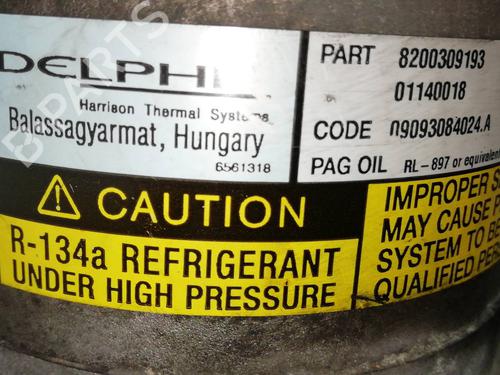 DELPHI
Harrison Thermal Systems
Balassagyarmat, Hungary
6561318
PART 8200309193
01140018
CODE 09093084024.A
PAG OIL RL-897 or equivalent
CAUTION
R-134a REFRIGERANT
UNDER HIGH PRESSURE
IMPROPER
MAY CAUSE
SYSTEM TO BE
QUALIFIED
B PARTS